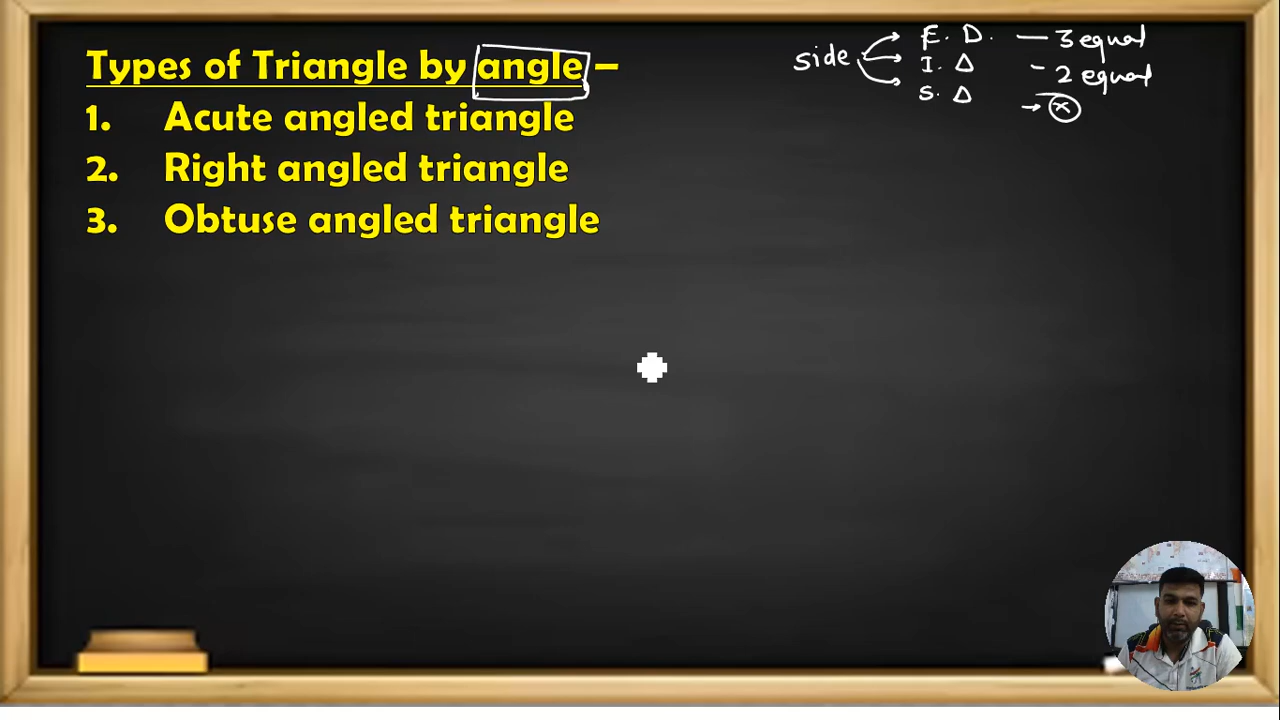 Types of Triangle by angle –
1. Acute angled triangle
2. Right angled triangle
3. Obtuse angled triangle
side → E. D. — 3 equal
→ I. Δ - 2 equal
→ S. Δ → ⓧ